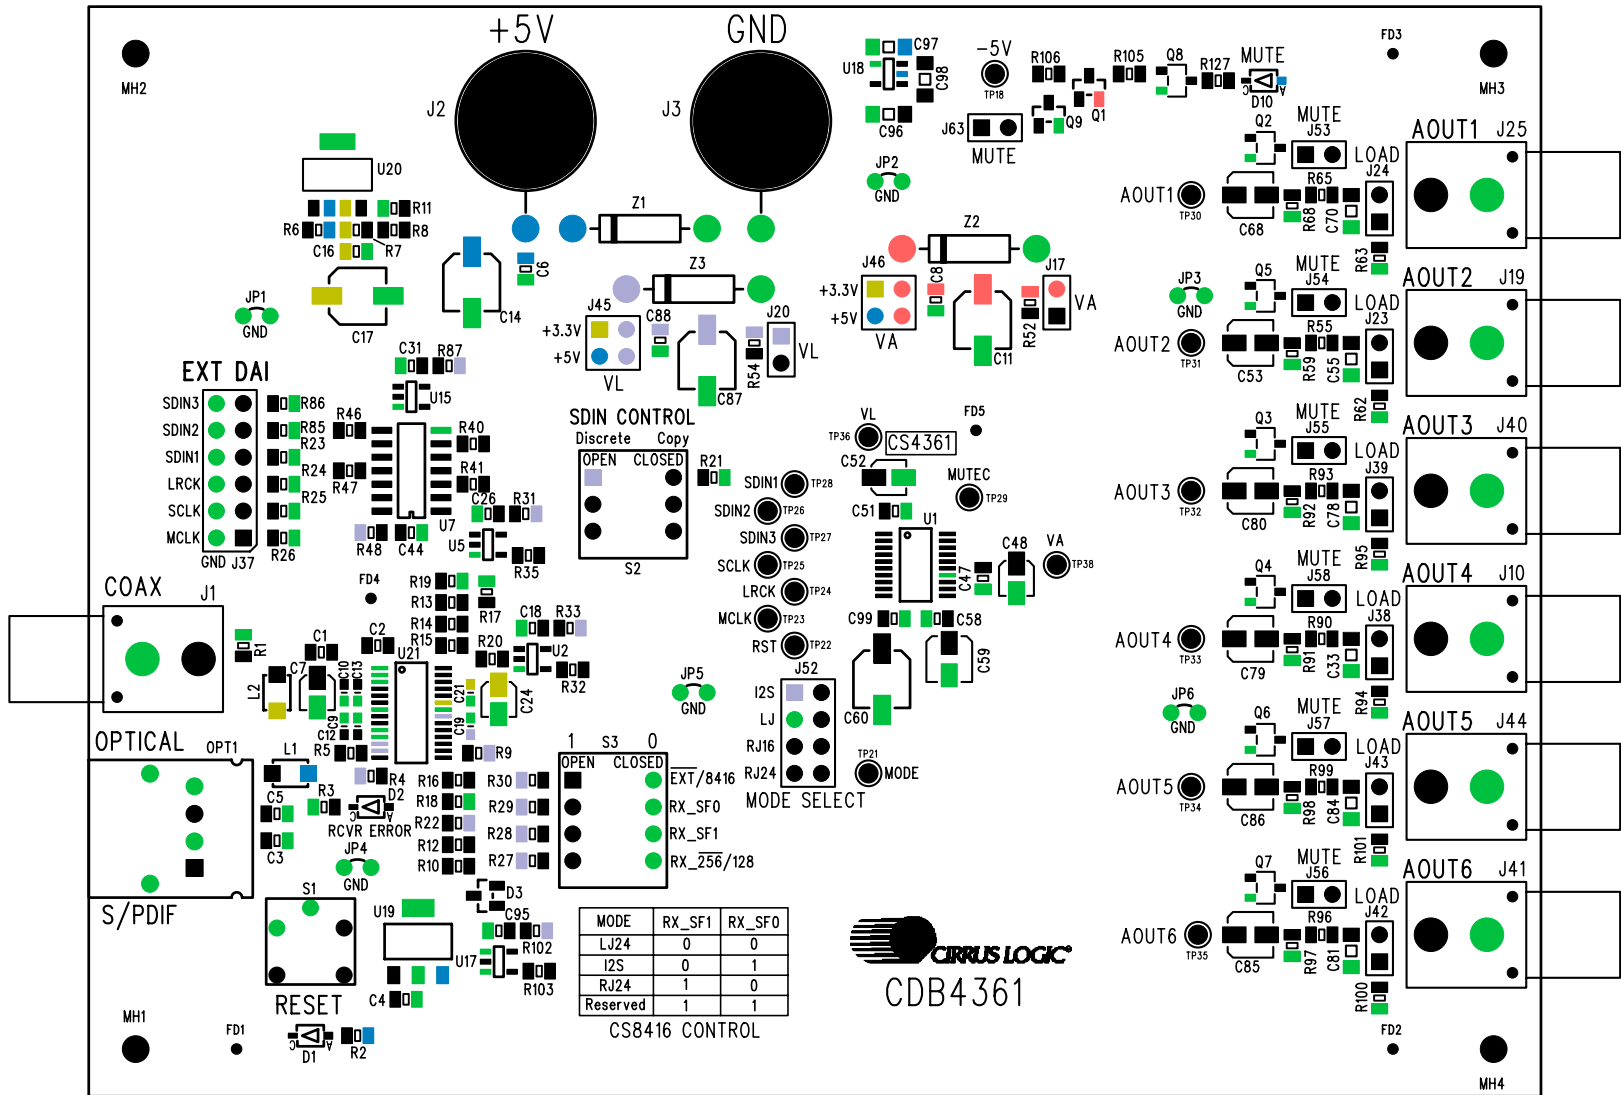 +5V
GND
J2
J3
MH2
FD3
MH3
C97
U18
C98
C96
-5V
TP18
R106
R105
Q8
R127
MUTE
D10
C
A
Q1
Q9
J63
MUTE
JP2
GND
U20
R11
R6
R8
C16
R7
C17
JP1
GND
C14
C6
Z1
Z3
J45
+3.3V
+5V
VL
C88
C87
R54
J20
VL
Z2
J46
+3.3V
+5V
VA
C8
C11
R52
J17
VA
Q2
MUTE
J53
AOUT1
J25
LOAD
J24
AOUT1
TP30
C68
R65
R68
C70
R63
JP3
GND
Q5
MUTE
J54
AOUT2
J19
LOAD
J23
AOUT2
TP31
C53
R55
R59
C55
R62
Q3
MUTE
J55
AOUT3
J40
LOAD
J39
AOUT3
TP32
C80
R93
R92
C78
R95
Q4
MUTE
J58
AOUT4
J10
LOAD
J38
AOUT4
TP33
C79
R90
R91
C33
R94
JP6
GND
Q6
MUTE
J57
AOUT5
J44
LOAD
J43
AOUT5
TP34
C86
R99
R98
C84
R101
Q7
MUTE
J56
AOUT6
J41
LOAD
J42
AOUT6
TP35
C85
R96
R97
C81
R100
FD2
MH4
EXT DAI
SDIN3
SDIN2
SDIN1
LRCK
SCLK
MCLK
GND
J37
R86
R85
R23
R24
R25
R26
C31
R87
U15
R46
R47
R40
R41
U7
R48
C44
C26
R31
U5
R35
SDIN CONTROL
Discrete
Copy
OPEN
CLOSED
S2
R21
VL
TP36
CS4361
FD5
C52
SDIN1
TP28
SDIN2
TP26
SDIN3
TP27
SCLK
TP25
LRCK
TP24
MCLK
TP23
RST
TP22
MUTEC
TP29
C51
U1
C47
C48
VA
TP38
C99
C58
C59
C60
COAX
J1
R1
FD4
R19
R13
R14
R15
R17
R20
C18
R33
U2
R32
C1
C2
U21
L2
C7
C10
C13
C9
C12
C21
C19
C24
R5
R9
JP5
GND
J52
I2S
LJ
RJ16
RJ24
MODE SELECT
TP21
MODE
OPTICAL
OPT1
L1
R4
D2
C
A
RCVR ERROR
R3
C5
C3
S/PDIF
JP4
GND
R16
R18
R22
R12
R10
R30
R29
R28
R27
1
S3
0
OPEN
CLOSED
EXT/8416
RX_SF0
RX_SF1
RX_256/128
S1
RESET
U19
C4
D3
C95
R102
U17
R103
MODE RX_SF1 RX_SF0
LJ24 0 0
I2S 0 1
RJ24 1 0
Reserved 1 1
CS8416 CONTROL
CIRRUS LOGIC®
CDB4361
MH1
FD1
D1
C
A
R2